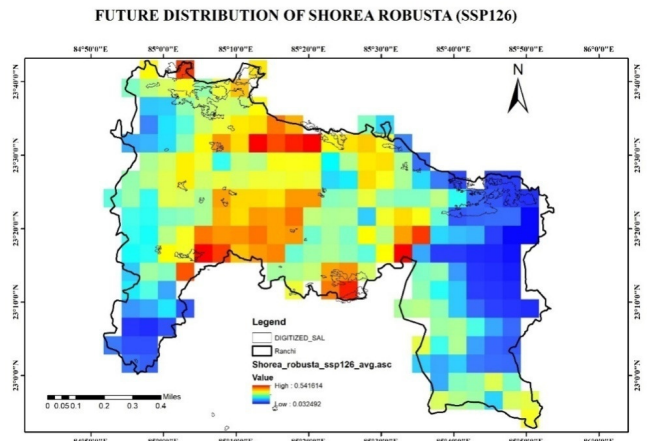 FUTURE DISTRIBUTION OF SHOREA ROBUSTA (SSP126)
84°50'0"E 85°0'0"E 85°10'0"E 85°20'0"E 85°30'0"E 85°40'0"E 85°50'0"E 86°0'0"E
N
23°40'0"N
23°30'0"N
23°20'0"N
23°10'0"N
23°0'0"N
Legend
DIGITIZED_SAL
Ranchi
Shorea_robusta_ssp126_avg.asc
Value
High : 0.541614
Low : 0.032492
Miles
0 0.05 0.1 0.2 0.3 0.4